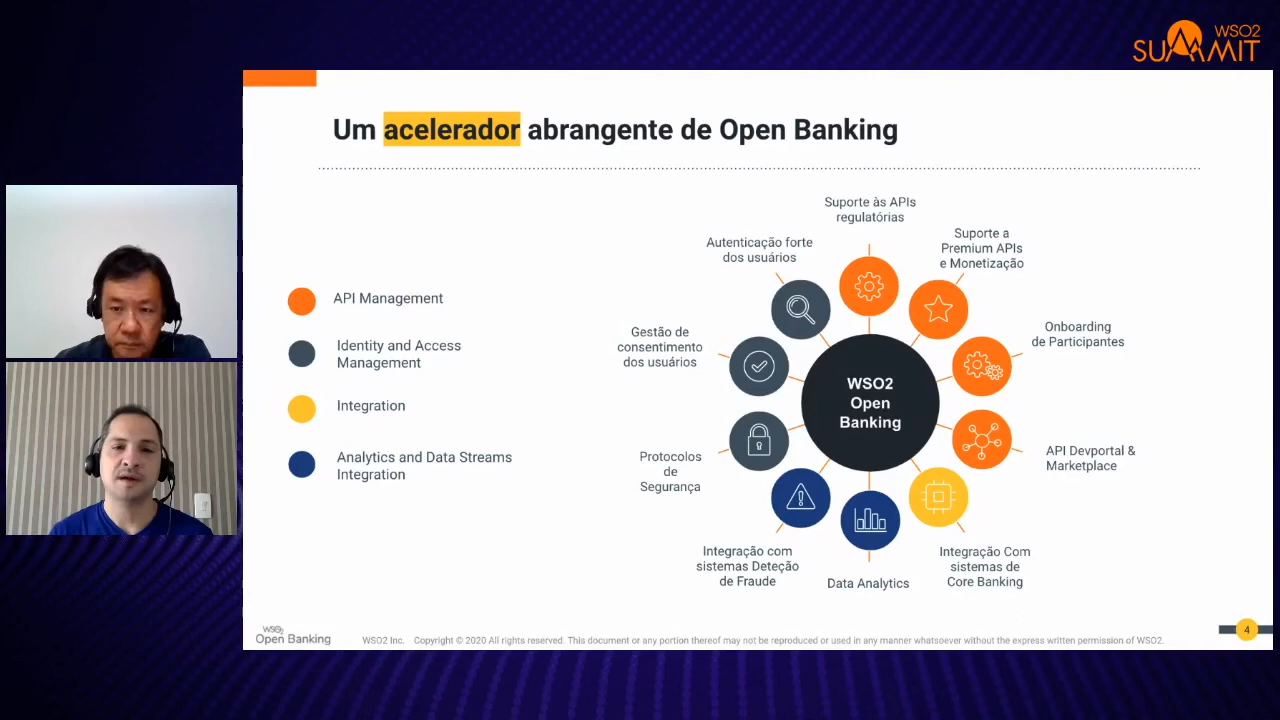 WSO2
SUMMIT
Um acelerador abrangente de Open Banking
API Management
Identity and Access
Management
Integration
Analytics and Data Streams
Integration
Suporte às APIs
regulatórias
Suporte a
Premium APIs
e Monetização
Onboarding
de Participantes
API Devportal &
Marketplace
Integração Com
sistemas de
Core Banking
Data Analytics
Integração com
sistemas Deteção
de Fraude
Protocolos
de
Segurança
Gestão de
consentimento
dos usuários
Autenticação forte
dos usuários
WSO2
Open
Banking
WSO2
Open Banking
WSO2 Inc. Copyright © 2020 All rights reserved. This document or any portion thereof may not be reproduced or used in any manner whatsoever without the express written permission of WSO2.
4